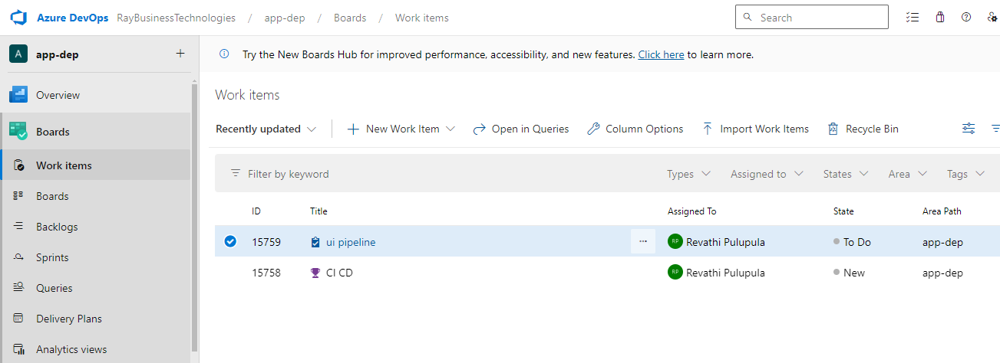 Azure DevOps RayBusinessTechnologies / app-dep / Boards / Work items Search
A app-dep +
Try the New Boards Hub for improved performance, accessibility, and new features. Click here to learn more.
Overview
Boards
Work items
Boards
Backlogs
Sprints
Queries
Delivery Plans
Analytics views
Work items
Recently updated New Work Item Open in Queries Column Options Import Work Items Recycle Bin
Filter by keyword Types Assigned to States Area Tags
ID Title Assigned To State Area Path
15759 ui pipeline ... RP Revathi Pulupula To Do app-dep
15758 CI CD RP Revathi Pulupula New app-dep